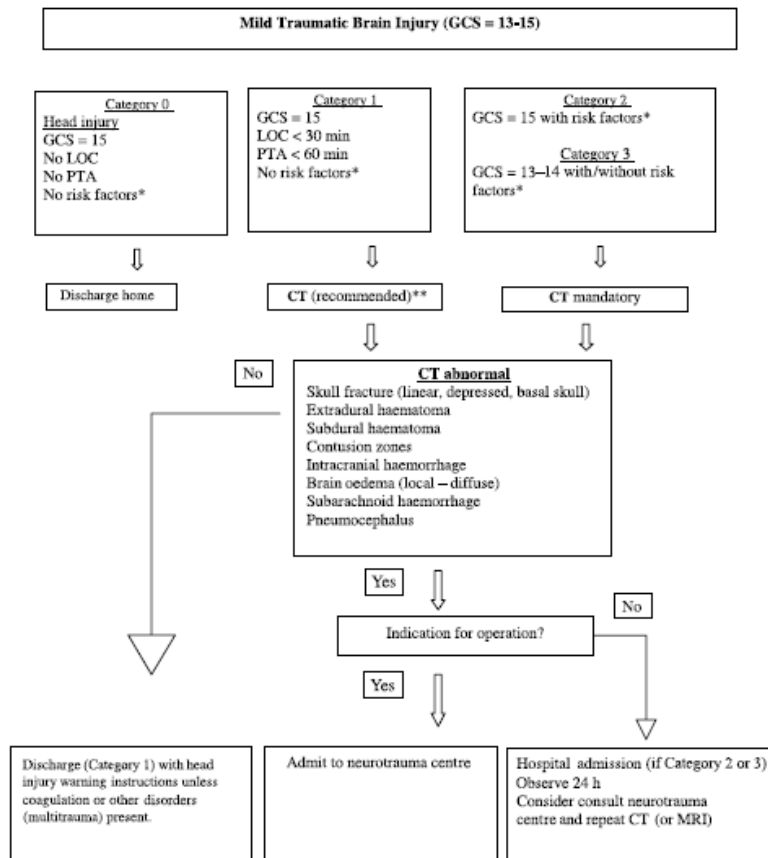 Mild Traumatic Brain Injury (GCS = 13-15)
Category 0
Head injury
GCS = 15
No LOC
No PTA
No risk factors*
Category 1
GCS = 15
LOC < 30 min
PTA < 60 min
No risk factors*
Category 2
GCS = 15 with risk factors*
Category 3
GCS = 13–14 with/without risk
factors*
Discharge home
CT (recommended)**
CT mandatory
No
CT abnormal
Skull fracture (linear, depressed, basal skull)
Extradural haematoma
Subdural haematoma
Contusion zones
Intracranial haemorrhage
Brain oedema (local – diffuse)
Subarachnoid haemorrhage
Pneumocephalus
Yes
No
Indication for operation?
Yes
Discharge (Category 1) with head
injury warning instructions unless
coagulation or other disorders
(multitrauma) present.
Admit to neurotrauma centre
Hospital admission (if Category 2 or 3)
Observe 24 h
Consider consult neurotrauma
centre and repeat CT (or MRI)